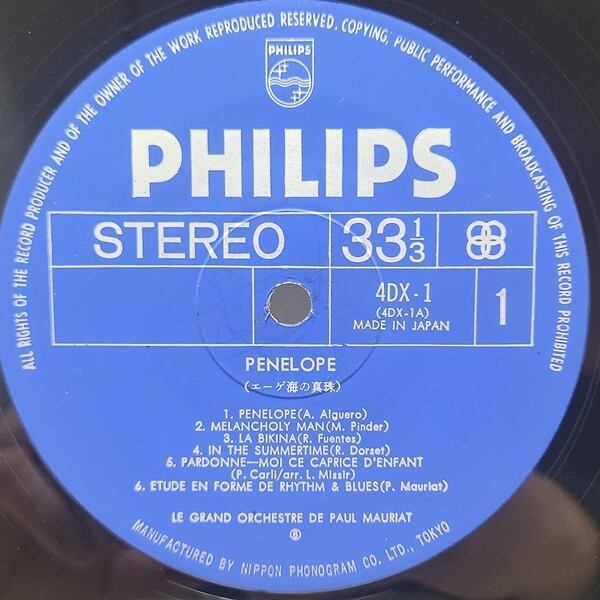 ALL RIGHTS OF THE RECORD PRODUCER AND OF THE OWNER OF THE WORK REPRODUCED RESERVED. COPYING, PUBLIC PERFORMANCE AND BROADCASTING OF THIS RECORD PROHIBITED
PHILIPS
PHILIPS
STEREO 33 1/3
4DX-1
(4DX-1A)
MADE IN JAPAN
1
PENELOPE
(エーゲ海の真珠)
1. PENELOPE(A. Alguero)
2. MELANCHOLY MAN(M. Pinder)
3. LA BIKINA(R. Fuentes)
4. IN THE SUMMERTIME(R. Dorset)
5. PARDONNE—MOI CE CAPRICE D'ENFANT
(P. Carli/arr. L. Missir)
6. ETUDE EN FORME DE RHYTHM & BLUES(P. Mauriat)
LE GRAND ORCHESTRE DE PAUL MAURIAT
MANUFACTURED BY NIPPON PHONOGRAM CO. LTD., TOKYO